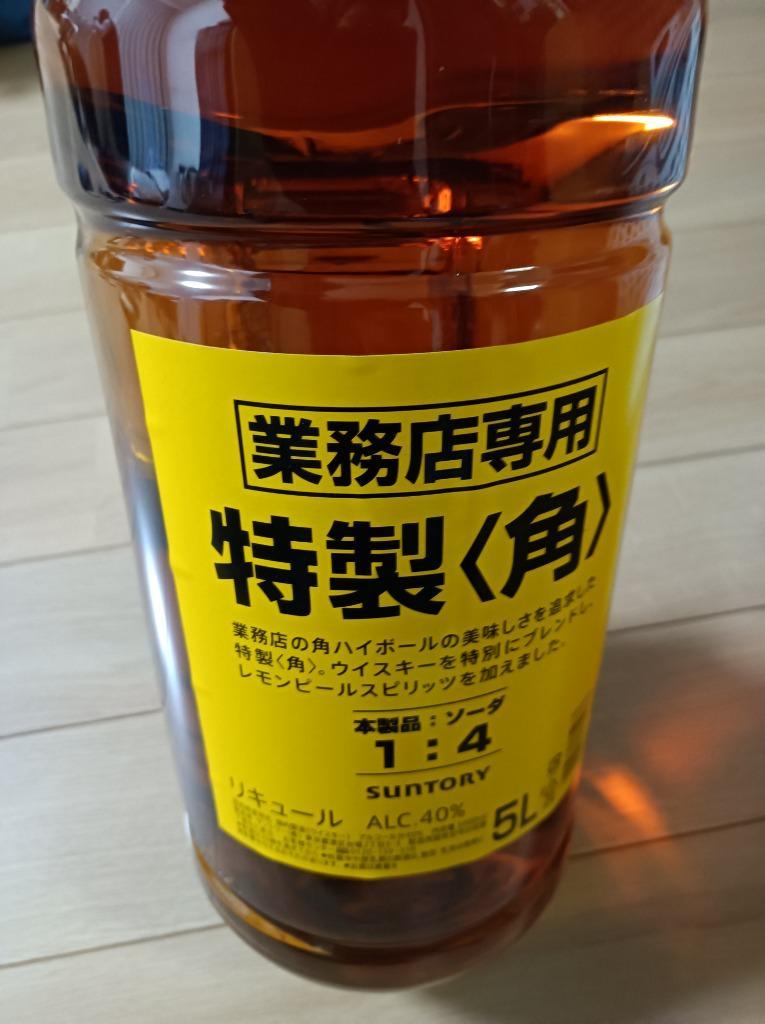 業務店専用
特製〈角〉
業務店の角ハイボールの美味しさを追求した
特製〈角〉。ウイスキーを特別にブレンドし、
レモンピールスピリッツを加えました。
本製品：ソーダ
1：4
SUNTORY
リキュール ALC.40% 5L